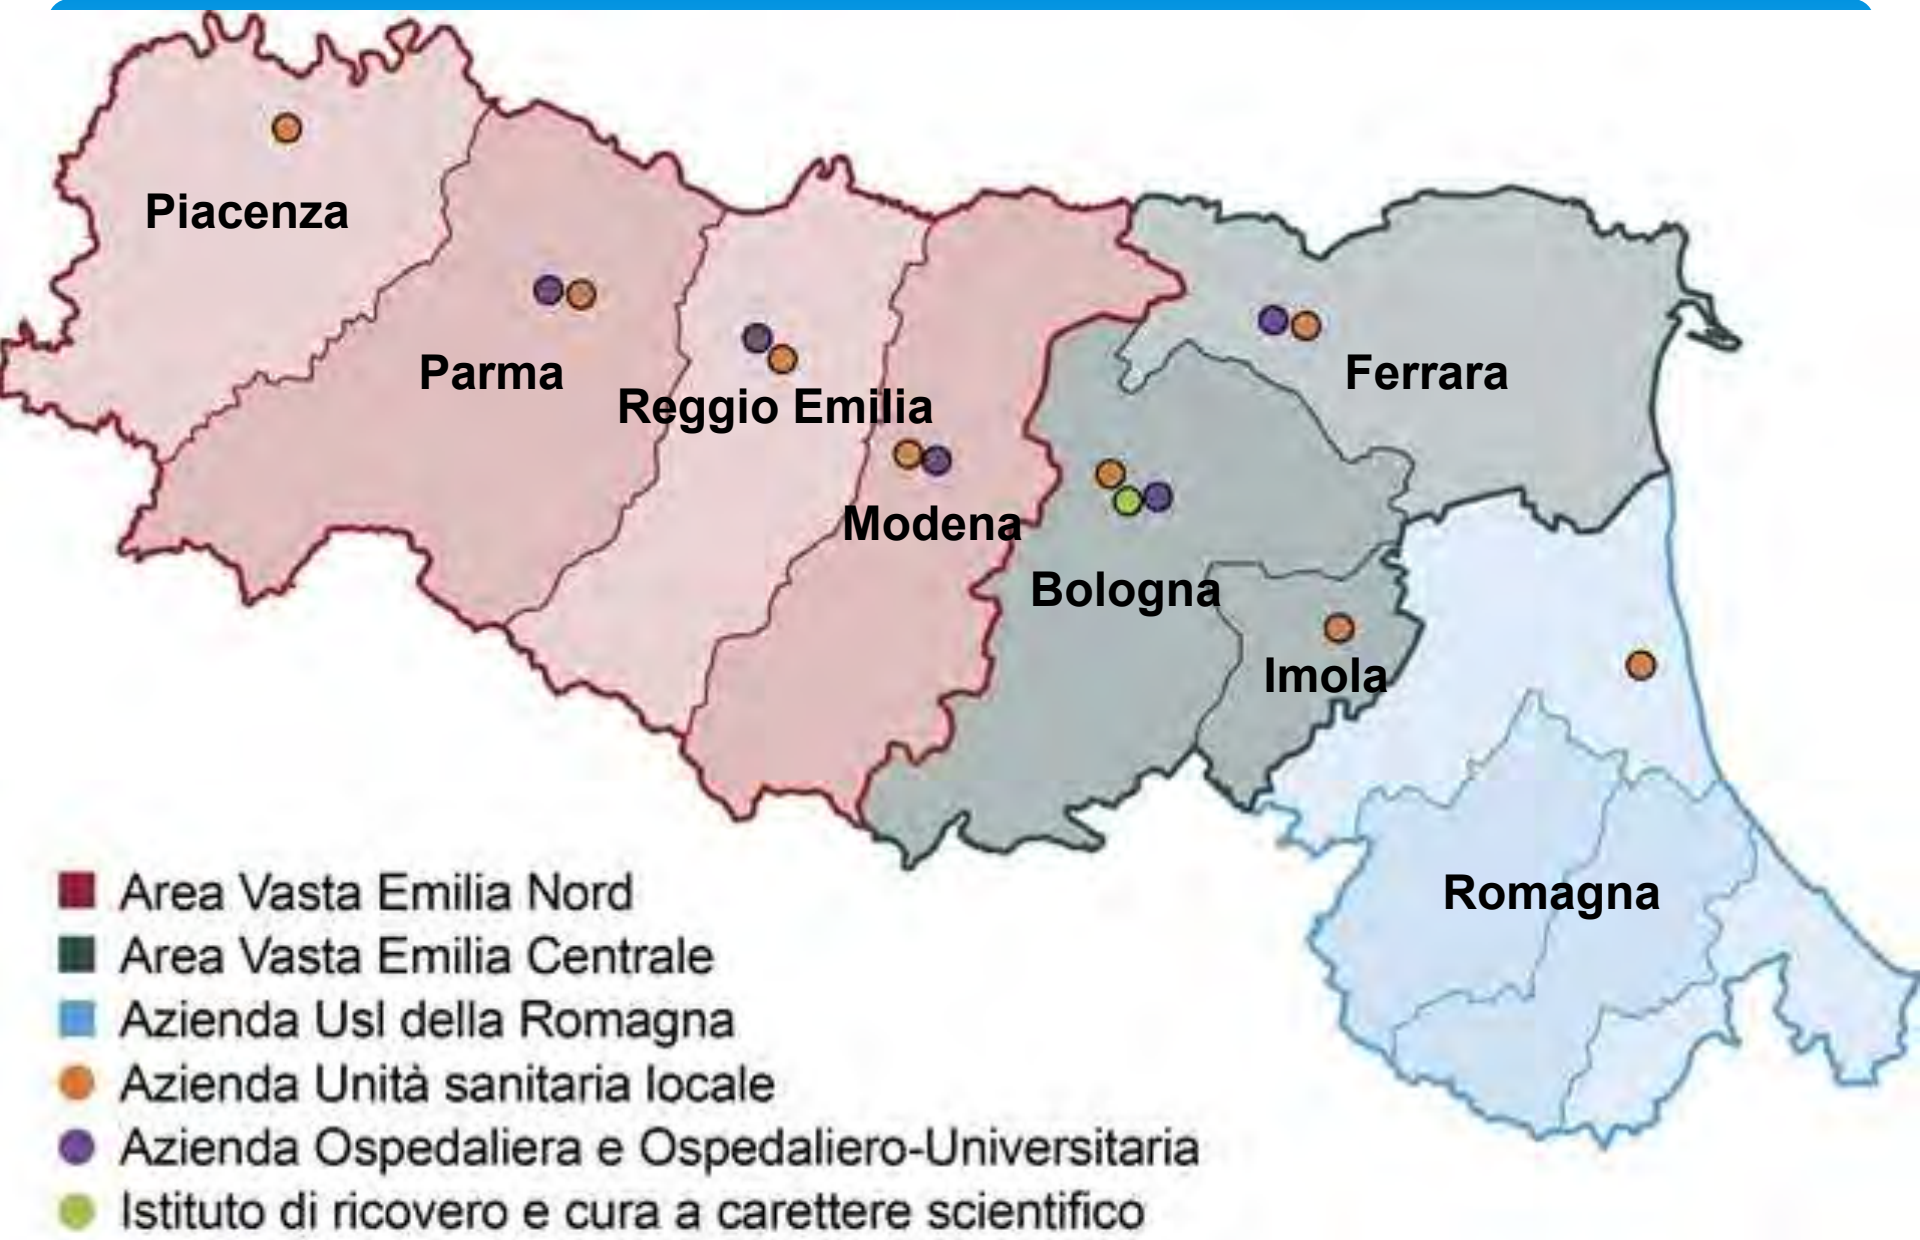 Piacenza
Parma
Reggio Emilia
Modena
Ferrara
Bologna
Imola
Romagna
Area Vasta Emilia Nord
Area Vasta Emilia Centrale
Azienda Usl della Romagna
Azienda Unità sanitaria locale
Azienda Ospedaliera e Ospedaliero-Universitaria
Istituto di ricovero e cura a carettere scientifico